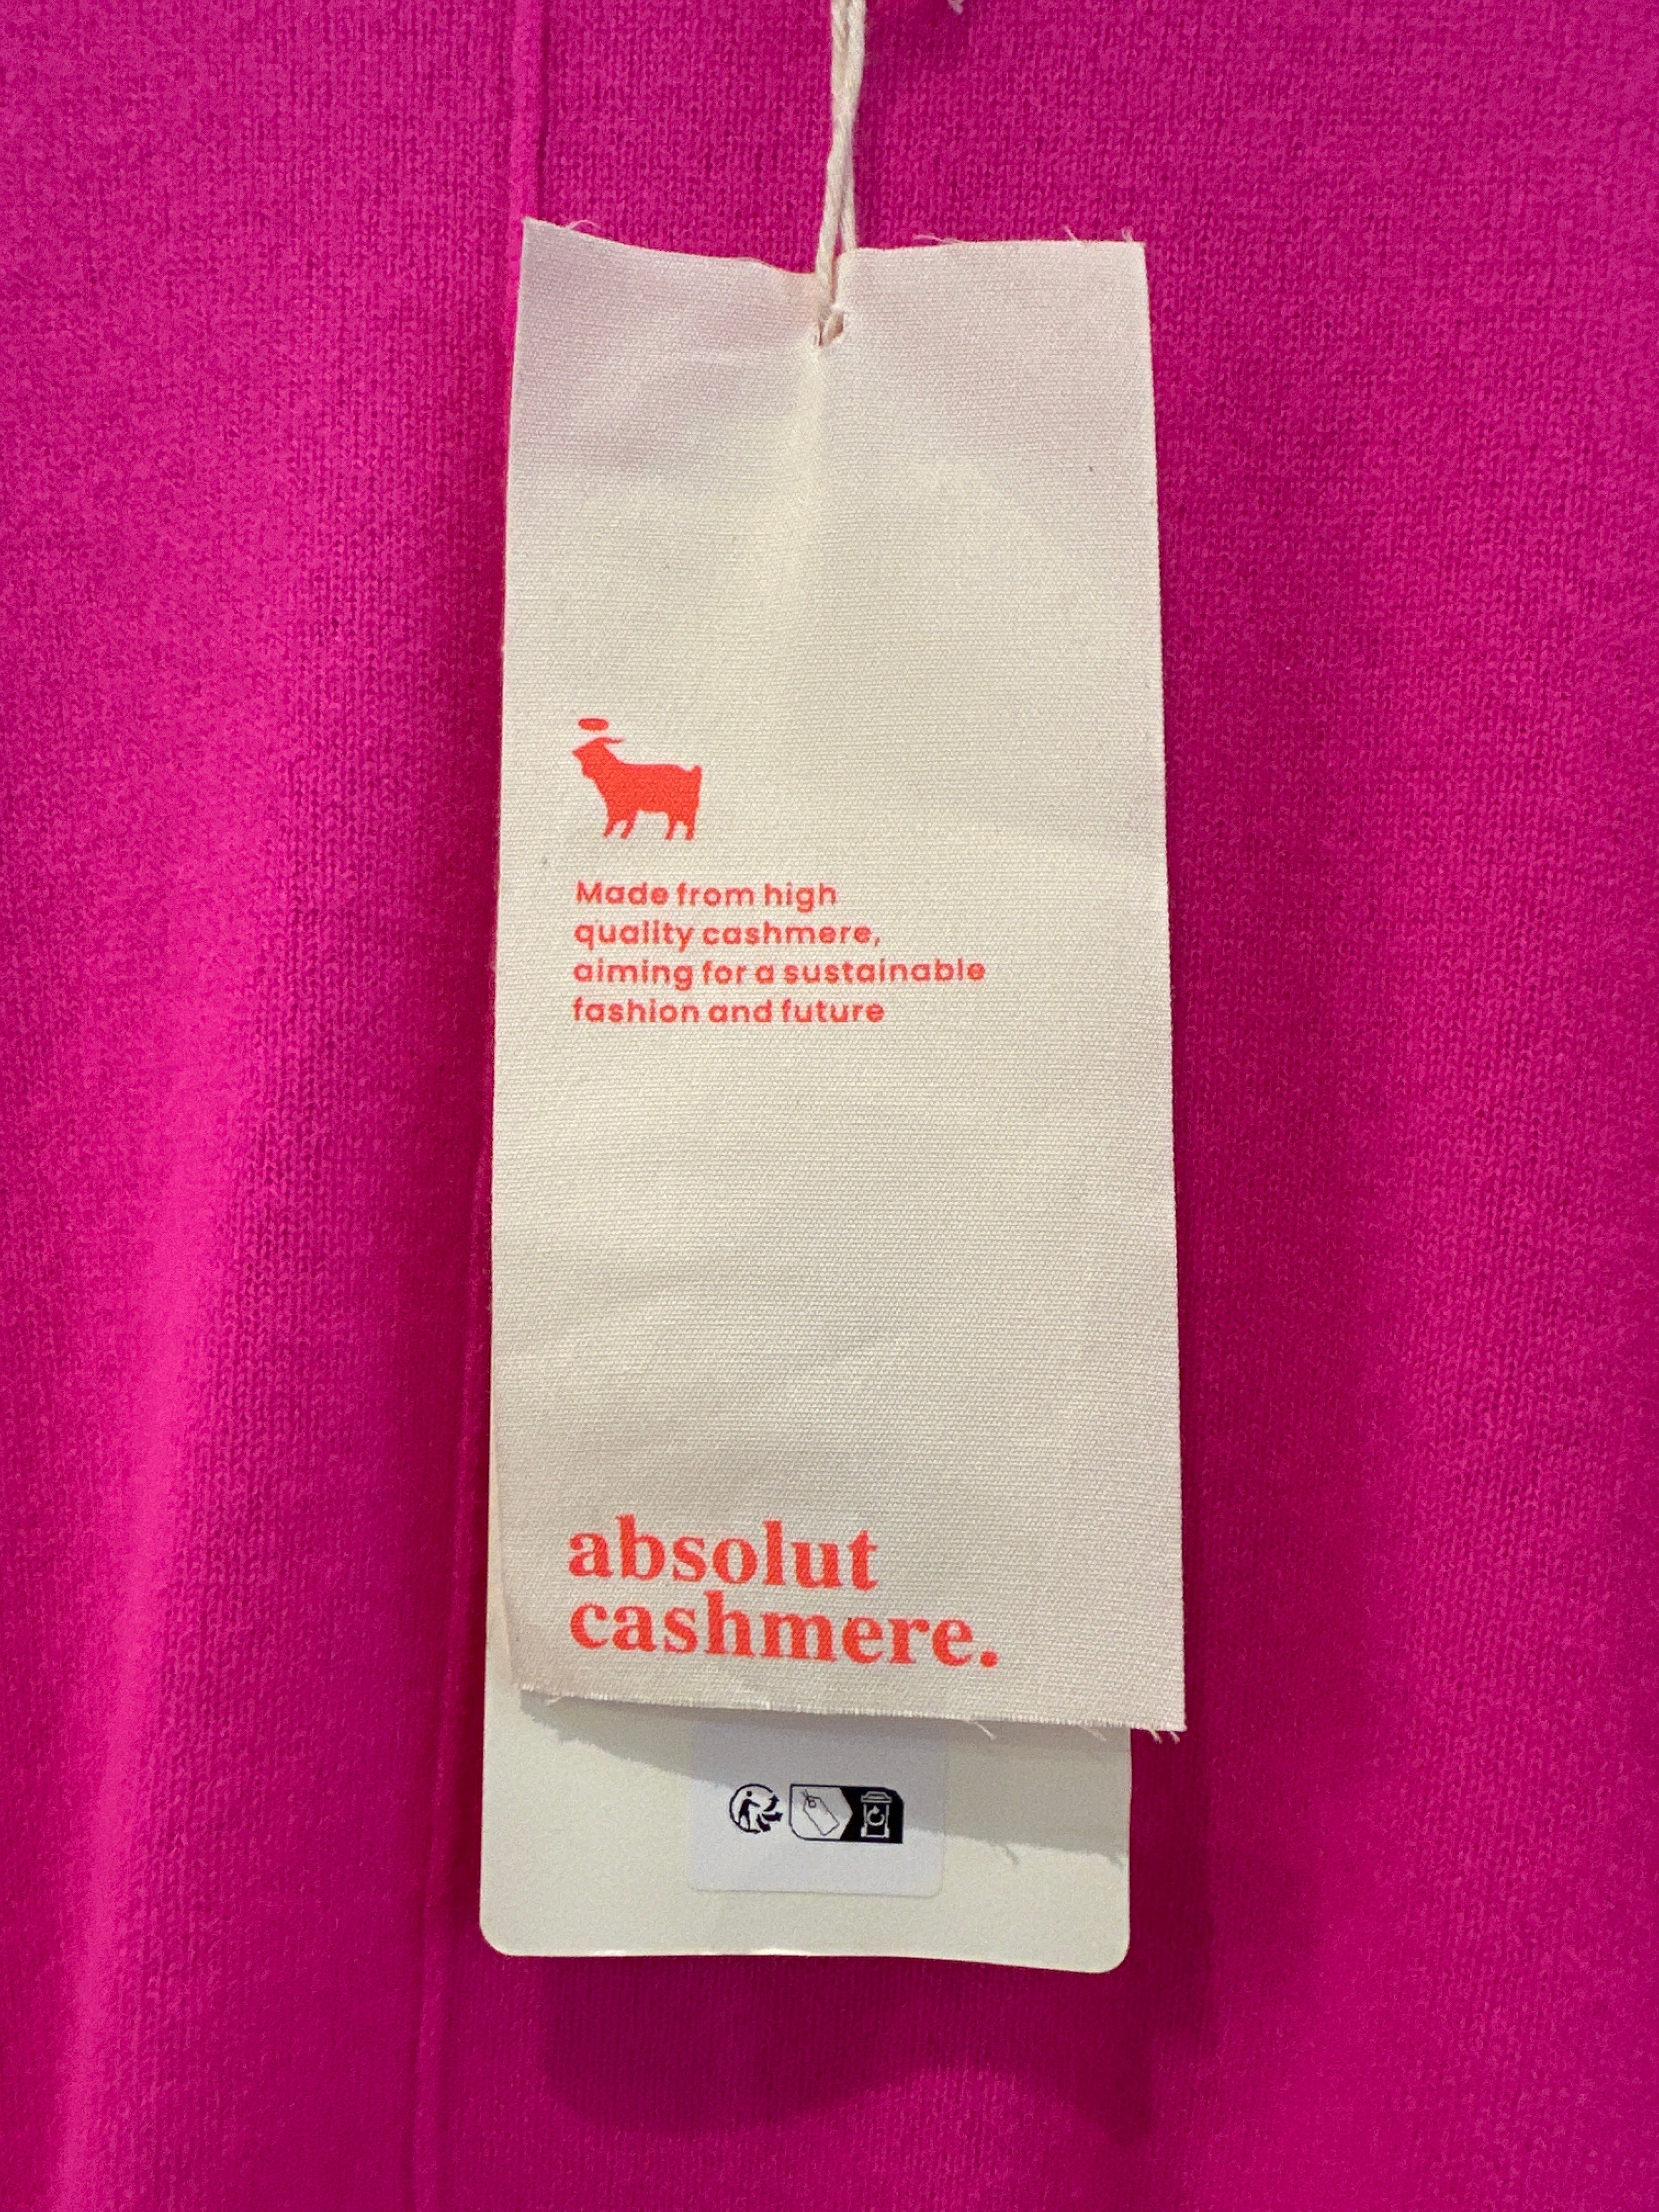 Made from high
quality cashmere,
aiming for a sustainable
fashion and future
absolut
cashmere.